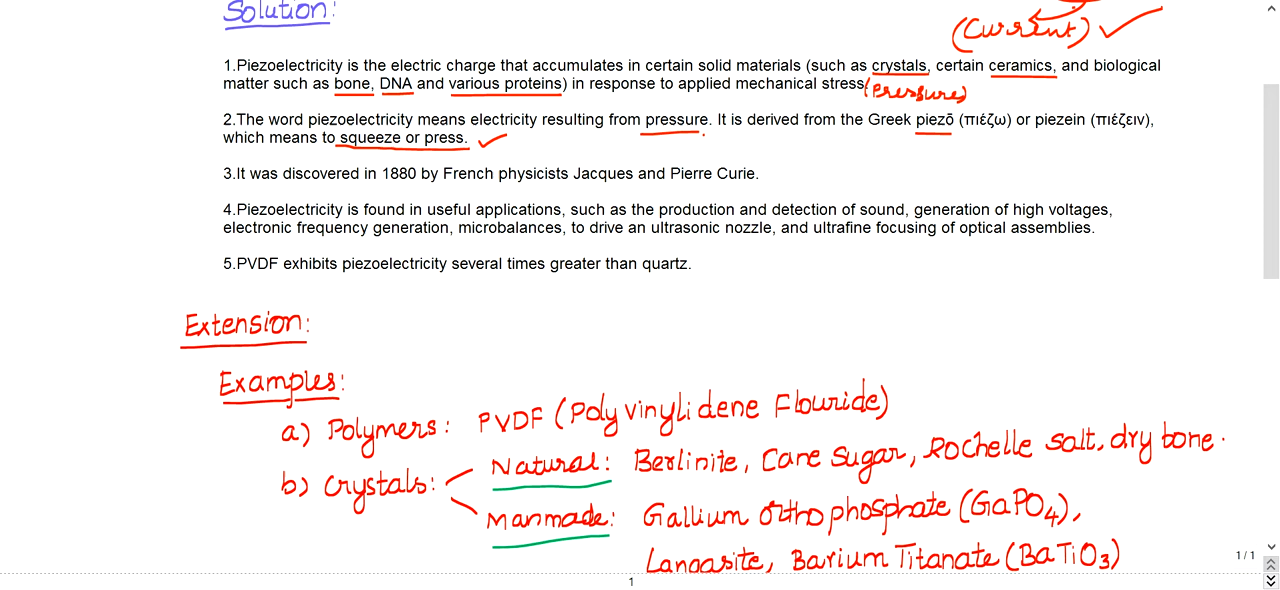 Solution:
(Current)
1.Piezoelectricity is the electric charge that accumulates in certain solid materials (such as crystals, certain ceramics, and biological
matter such as bone, DNA and various proteins) in response to applied mechanical stress(Pressure)
2.The word piezoelectricity means electricity resulting from pressure. It is derived from the Greek piezō (πιέζω) or piezein (πιέζειν),
which means to squeeze or press.
3.It was discovered in 1880 by French physicists Jacques and Pierre Curie.
4.Piezoelectricity is found in useful applications, such as the production and detection of sound, generation of high voltages,
electronic frequency generation, microbalances, to drive an ultrasonic nozzle, and ultrafine focusing of optical assemblies.
5.PVDF exhibits piezoelectricity several times greater than quartz.
Extension:
Examples:
a) Polymers: PVDF (Poly vinylidene Flouride)
b) Crystals:
Natural: Berlinite, Cane Sugar, Rochelle Salt, dry bone.
Manmade: Gallium Orthophosphate (GaPO4),
Langasite, Barium Titanate (BaTiO3)
1 / 1
1